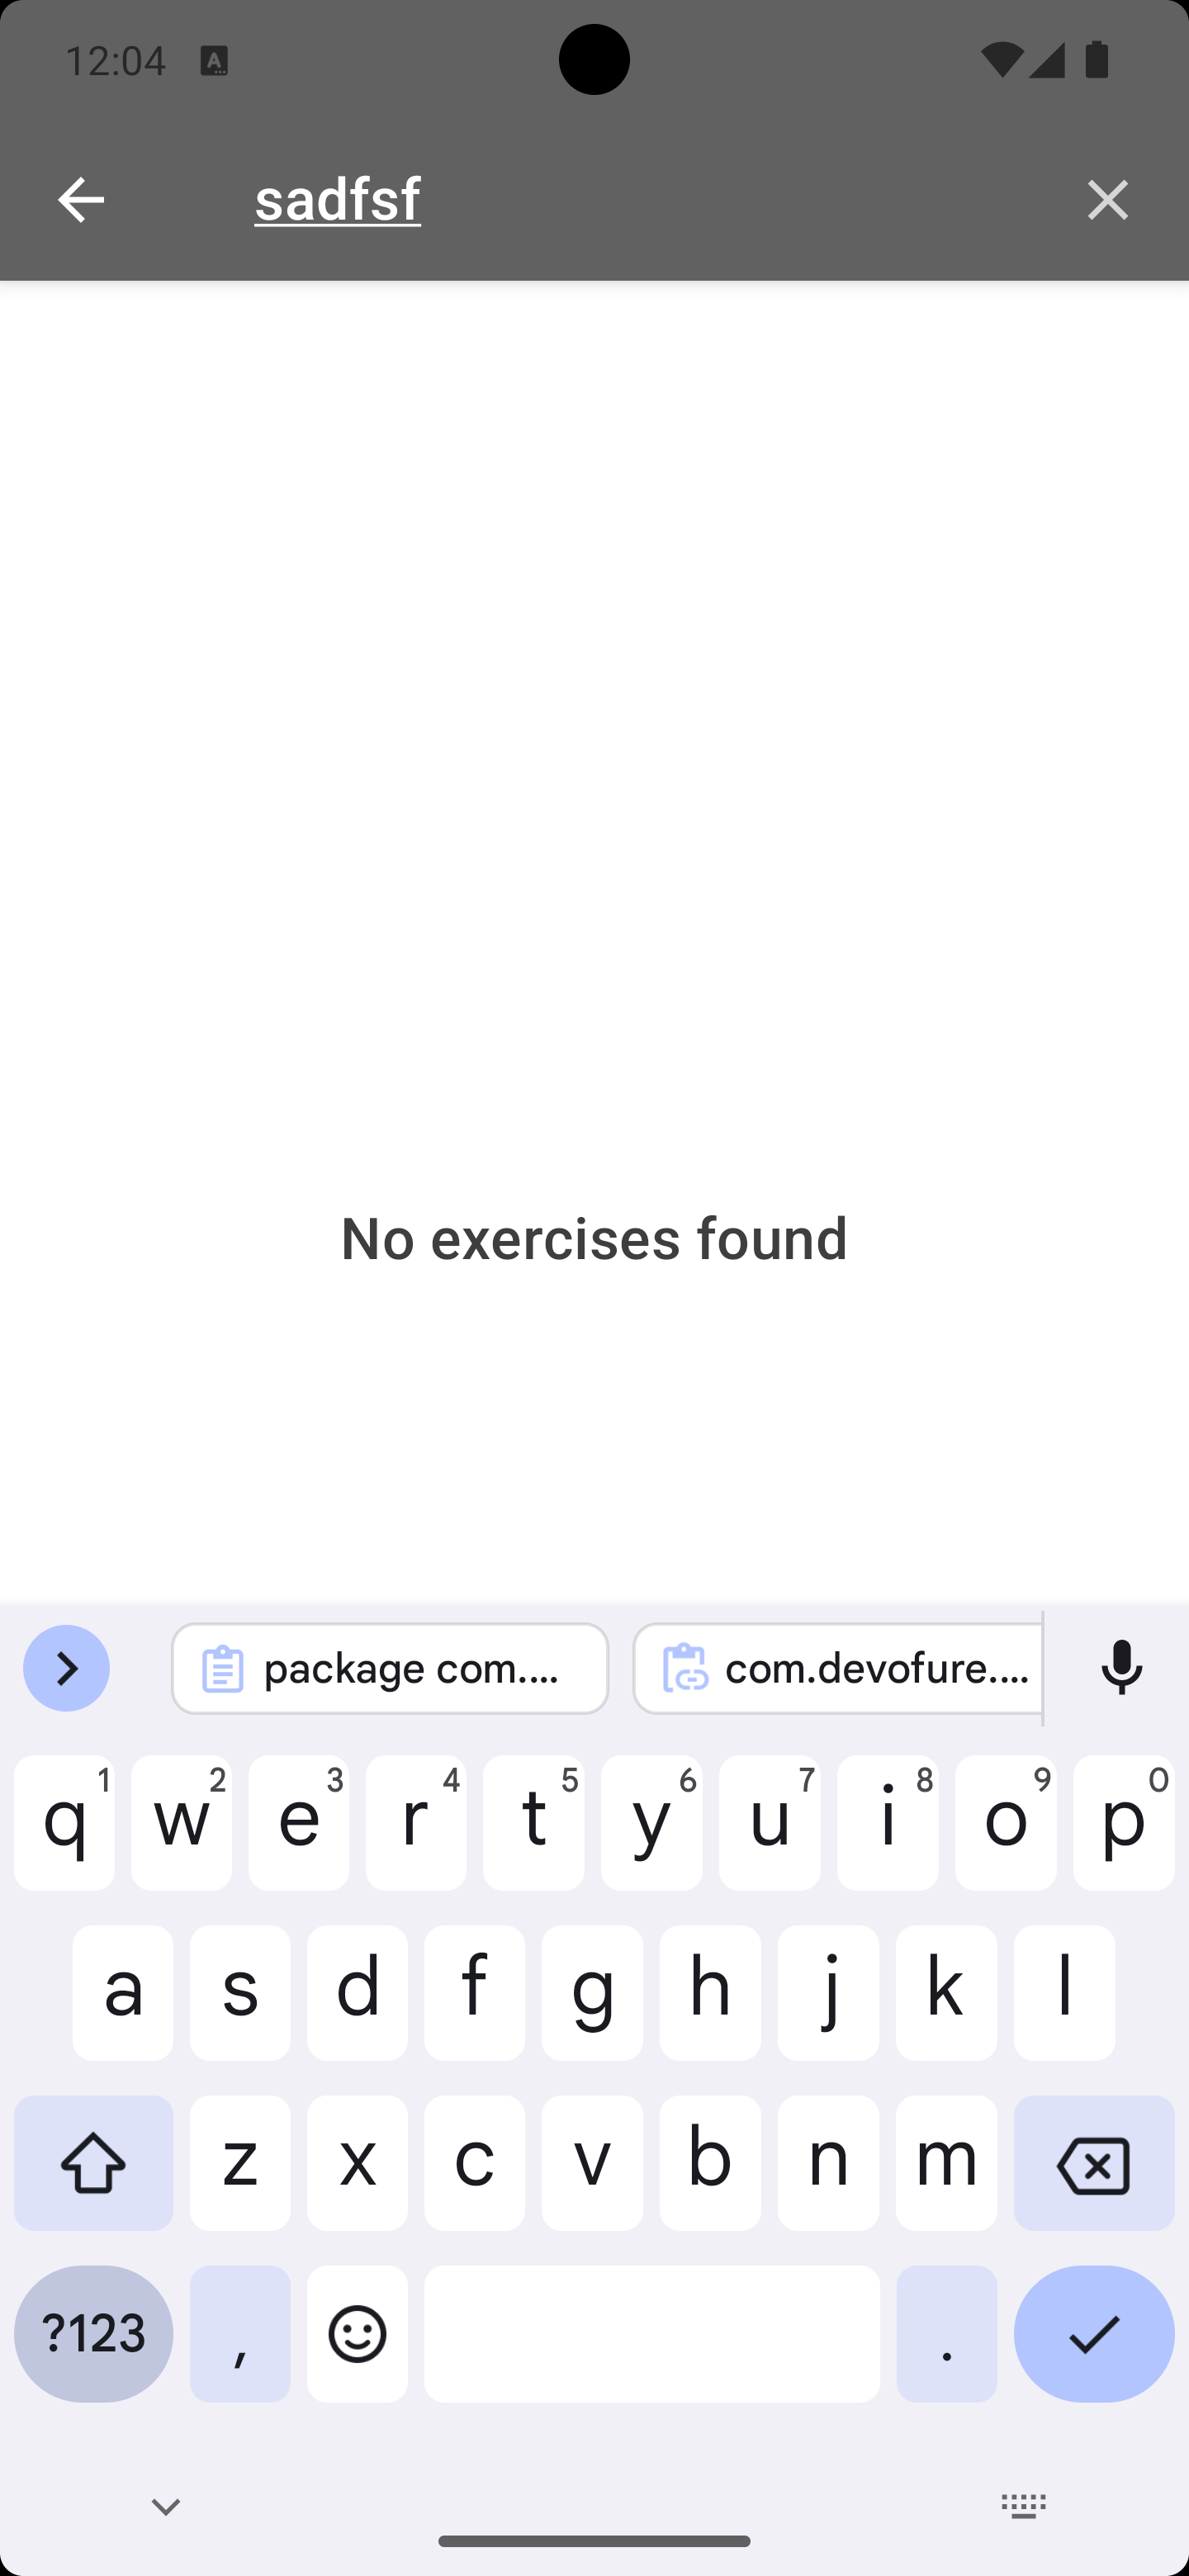 12:04
sadfsf
No exercises found
package com....
com.devofure....
q 1 w 2 e 3 r 4 t 5 y 6 u 7 i 8 o 9 p 0
a s d f g h j k l
z x c v b n m
?123 , .